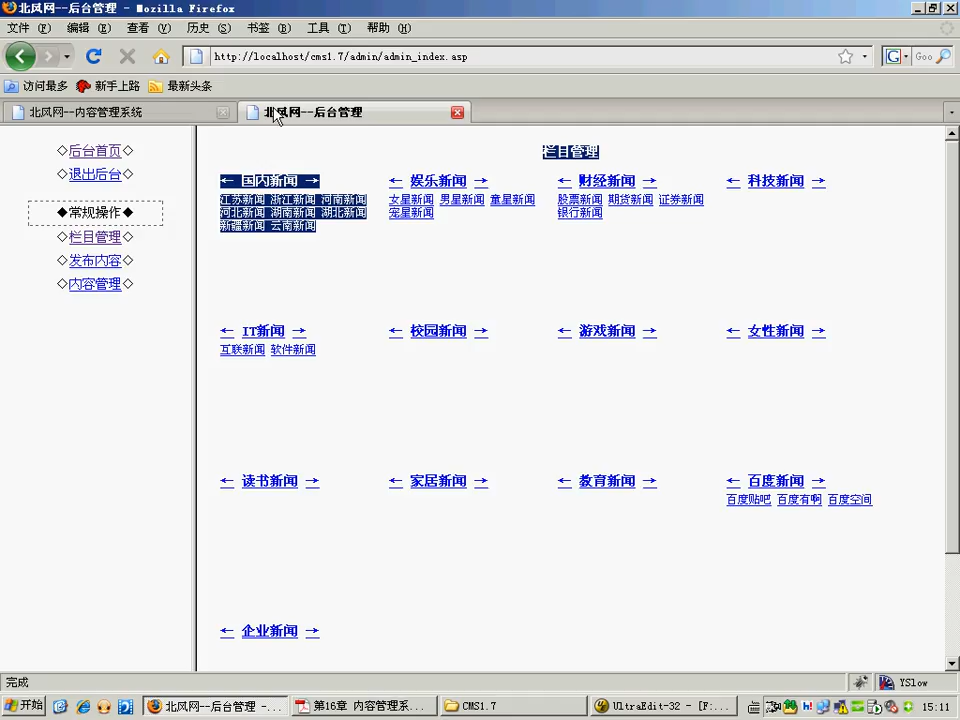 北风网--后台管理 - Mozilla Firefox
文件 (F) 编辑 (E) 查看 (V) 历史 (S) 书签 (B) 工具 (T) 帮助 (H)
http://localhost/cms1.7/admin/admin_index.asp
G Goo
访问最多 新手上路 最新头条
北风网--内容管理系统 北风网--后台管理
◇后台首页◇
◇退出后台◇
◆常规操作◆
◇栏目管理◇
◇发布内容◇
◇内容管理◇
栏目管理
← 国内新闻 → ← 娱乐新闻 → ← 财经新闻 → ← 科技新闻 →
江苏新闻 浙江新闻 河南新闻 女星新闻 男星新闻 童星新闻 股票新闻 期货新闻 证券新闻
河北新闻 湖南新闻 湖北新闻 宠星新闻 银行新闻
新疆新闻 云南新闻
← IT新闻 → ← 校园新闻 → ← 游戏新闻 → ← 女性新闻 →
互联新闻 软件新闻
← 读书新闻 → ← 家居新闻 → ← 教育新闻 → ← 百度新闻 →
百度贴吧 百度有啊 百度空间
← 企业新闻 →
完成 YSlow
开始 北风网--后台管理 -... 第16章 内容管理系... CMS1.7 UltraEdit-32 - [F:... 15:11